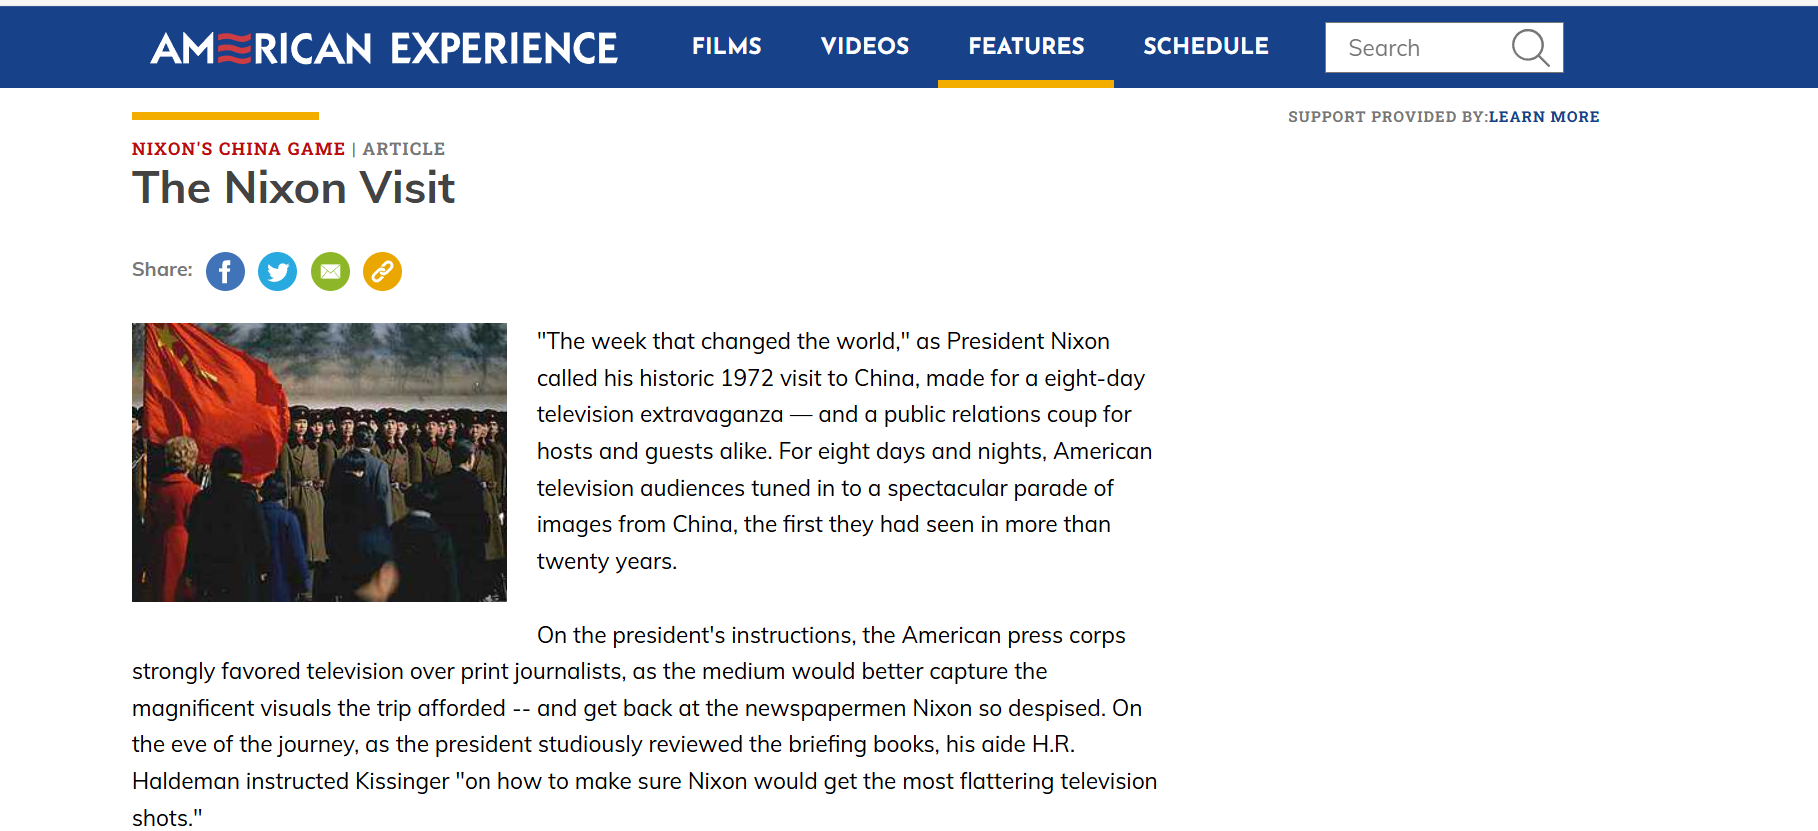 AMERICAN EXPERIENCE
FILMS
VIDEOS
FEATURES
SCHEDULE
Search
SUPPORT PROVIDED BY:LEARN MORE
NIXON'S CHINA GAME | ARTICLE
The Nixon Visit
Share:
"The week that changed the world," as President Nixon
called his historic 1972 visit to China, made for a eight-day
television extravaganza — and a public relations coup for
hosts and guests alike. For eight days and nights, American
television audiences tuned in to a spectacular parade of
images from China, the first they had seen in more than
twenty years.
On the president's instructions, the American press corps
strongly favored television over print journalists, as the medium would better capture the
magnificent visuals the trip afforded -- and get back at the newspapermen Nixon so despised. On
the eve of the journey, as the president studiously reviewed the briefing books, his aide H.R.
Haldeman instructed Kissinger "on how to make sure Nixon would get the most flattering television
shots."